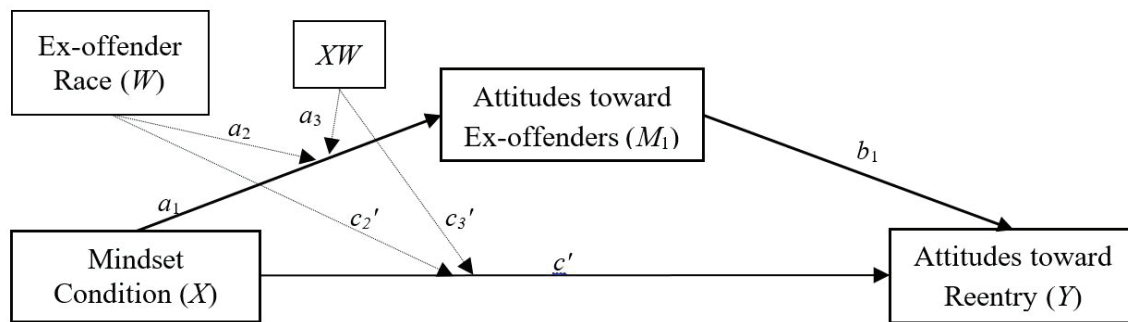 Ex-offender
Race (W)
XW
Attitudes toward
Ex-offenders (M₁)
a₂
a₃
b₁
a₁
c₂'
c₃'
Mindset
Condition (X)
c'
Attitudes toward
Reentry (Y)